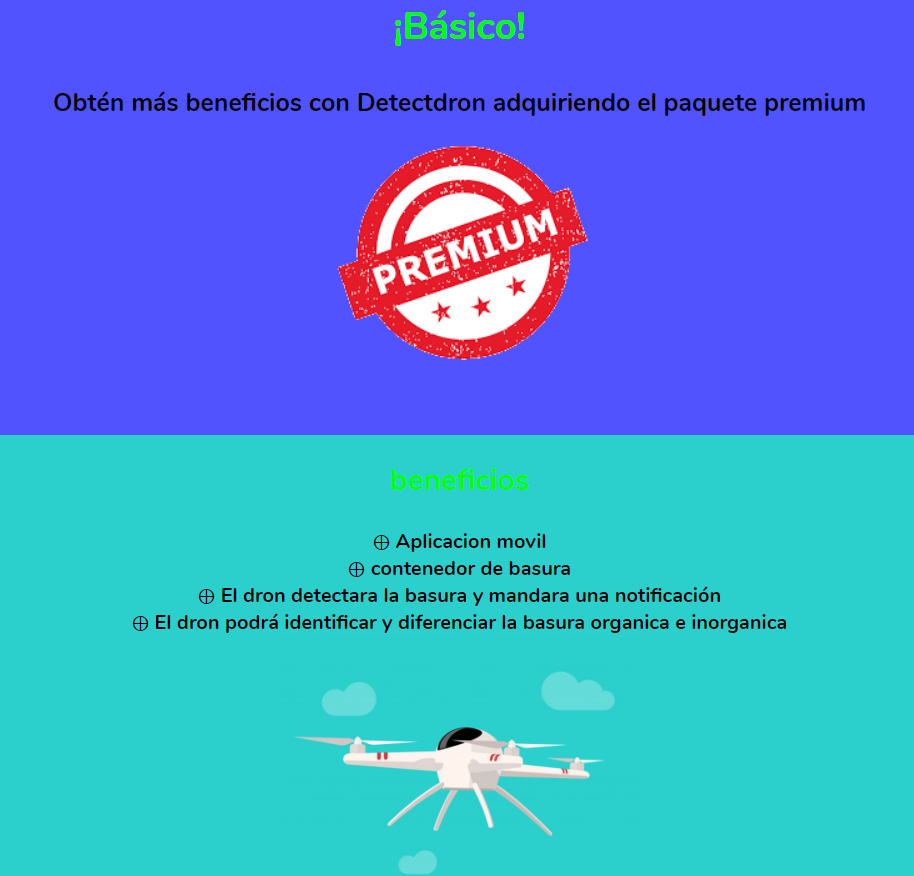 ¡Básico!
Obtén más beneficios con Detectdron adquiriendo el paquete premium
PREMIUM
beneficios
⊕ Aplicacion movil
⊕ contenedor de basura
⊕ El dron detectara la basura y mandara una notificación
⊕ El dron podrá identificar y diferenciar la basura organica e inorganica